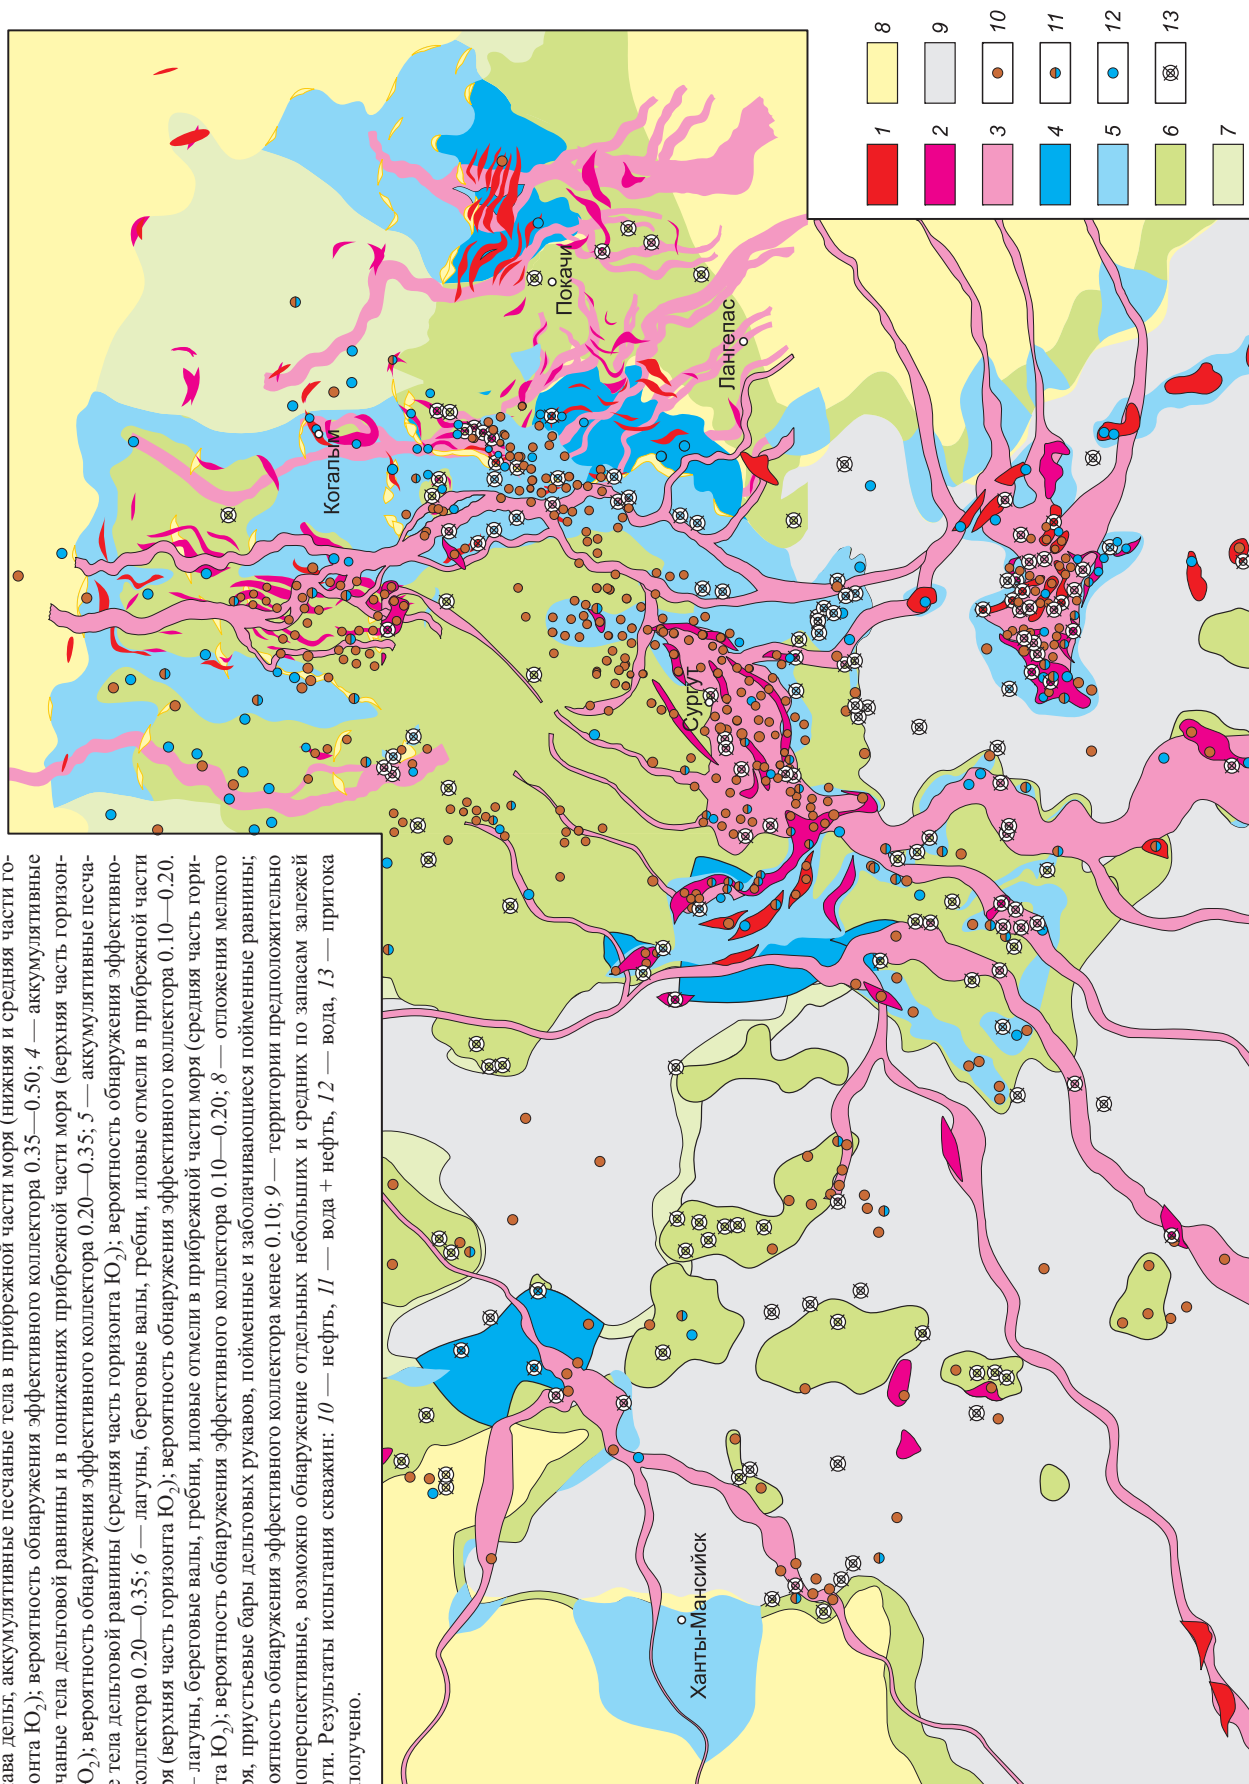 ава дельт, аккумулятивные песчаные тела в прибрежной части моря (нижняя и средняя части го-
онта Ю₂); вероятность обнаружения эффективного коллектора 0.35—0.50; 4 — аккумулятивные
чаные тела дельтовой равнины и в понижениях прибрежной части моря (верхняя часть горизон-
Ю₂); вероятность обнаружения эффективного коллектора 0.20—0.35; 5 — аккумулятивные песча-
е тела дельтовой равнины (средняя часть горизонта Ю₂); вероятность обнаружения эффективно-
коллектора 0.20—0.35; 6 — лагуны, береговые валы, гребни, иловые отмели в прибрежной части
ря (верхняя часть горизонта Ю₂); вероятность обнаружения эффективного коллектора 0.10—0.20.
- лагуны, береговые валы, гребни, иловые отмели в прибрежной части моря (средняя часть гори-
та Ю₂); вероятность обнаружения эффективного коллектора 0.10—0.20; 8 — отложения мелкого
ря, приустьевые бары дельтовых рукавов, пойменные и заболачивающиеся пойменные равнины;
оятность обнаружения эффективного коллектора менее 0.10; 9 — территории предположительно
ноперспективные, возможно обнаружение отдельных небольших и средних по запасам залежей
рти. Результаты испытания скважин: 10 — нефть, 11 — вода + нефть, 12 — вода, 13 — притока
получено.
Когалым
Покачи
Лангепас
Сургут
Ханты-Мансийск
1
2
3
4
5
6
7
8
9
10
11
12
13